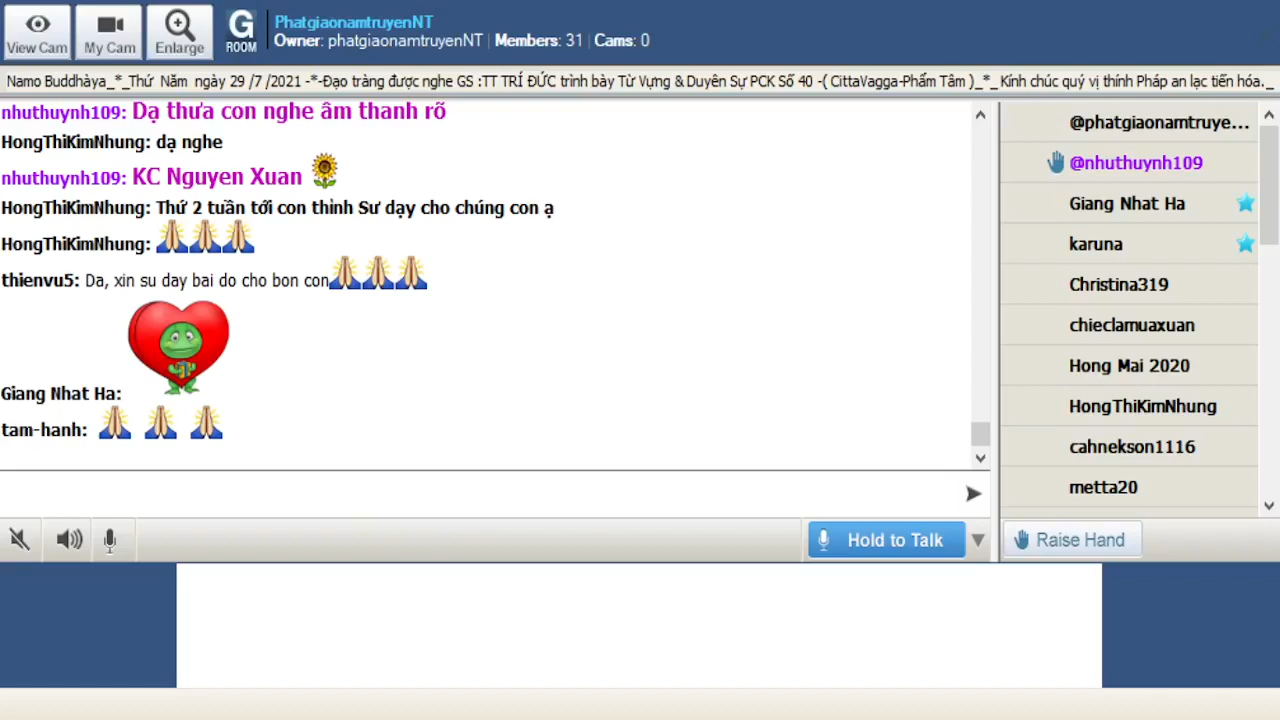 View Cam
My Cam
Enlarge
G
ROOM
PhatgiaonamtruyenNT
Owner: phatgiaonamtruyenNT | Members: 31 | Cams: 0
Namo Buddhàya_*_Thứ Năm ngày 29 /7 /2021 -*-Đạo tràng được nghe GS :TT TRÍ ĐỨC trình bày Từ Vựng & Duyên Sự PCK Số 40 -( CittaVagga-Phẩm Tâm )_*_ Kính chúc quý vị thính Pháp an lạc tiến hóa._
nhuthuynh109: Dạ thưa con nghe âm thanh rõ
HongThiKimNhung: dạ nghe
nhuthuynh109: KC Nguyen Xuan
HongThiKimNhung: Thứ 2 tuần tới con thỉnh Sư dạy cho chúng con ạ
HongThiKimNhung:
thienvu5: Da, xin su day bai do cho bon con
Giang Nhat Ha:
tam-hanh:
@phatgiaonamtruye...
@nhuthuynh109
Giang Nhat Ha
karuna
Christina319
chieclamuaxuan
Hong Mai 2020
HongThiKimNhung
cahnekson1116
metta20
Hold to Talk
Raise Hand